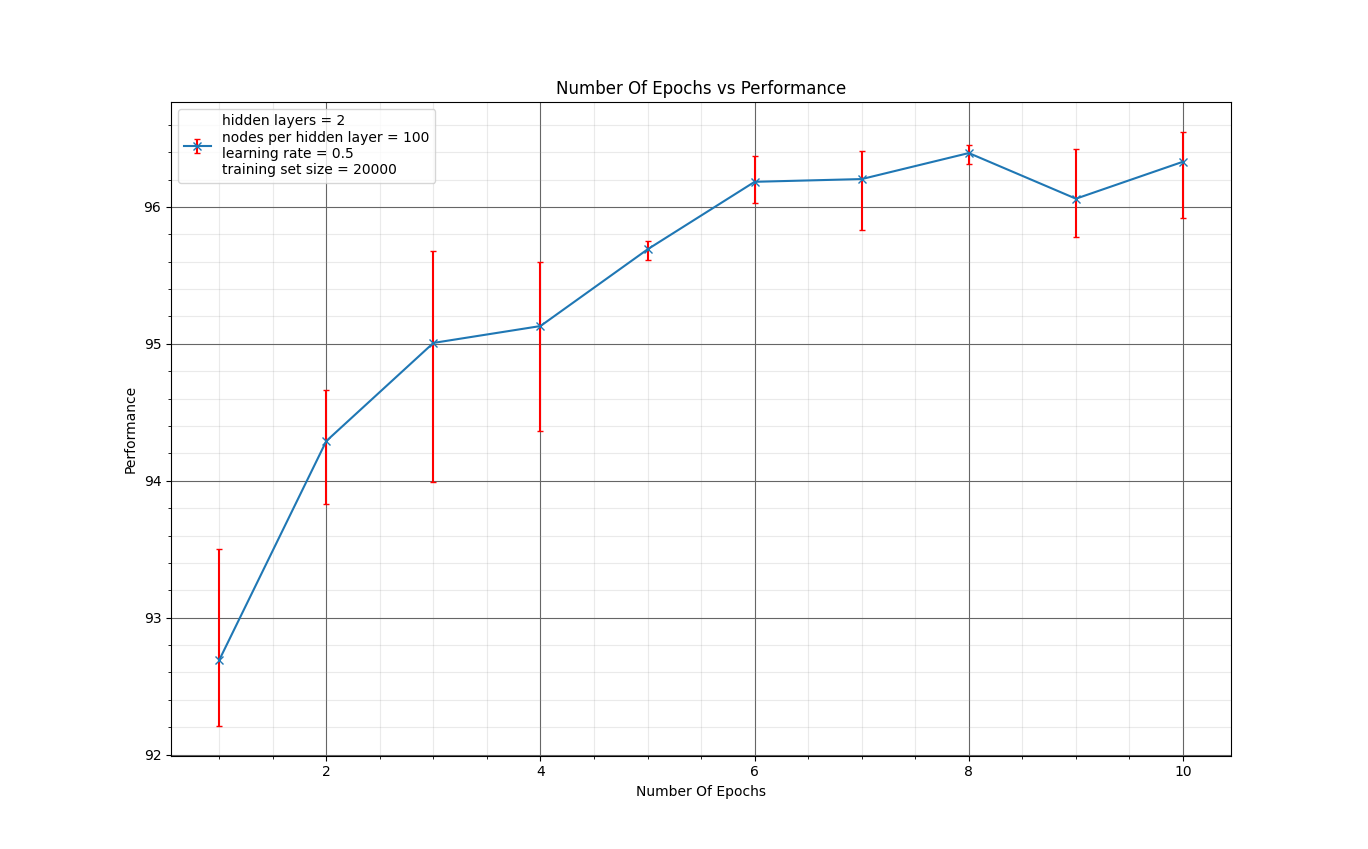 Number Of Epochs vs Performance
hidden layers = 2
nodes per hidden layer = 100
learning rate = 0.5
training set size = 20000
96
95
94
93
92
Performance
2 4 6 8 10
Number Of Epochs